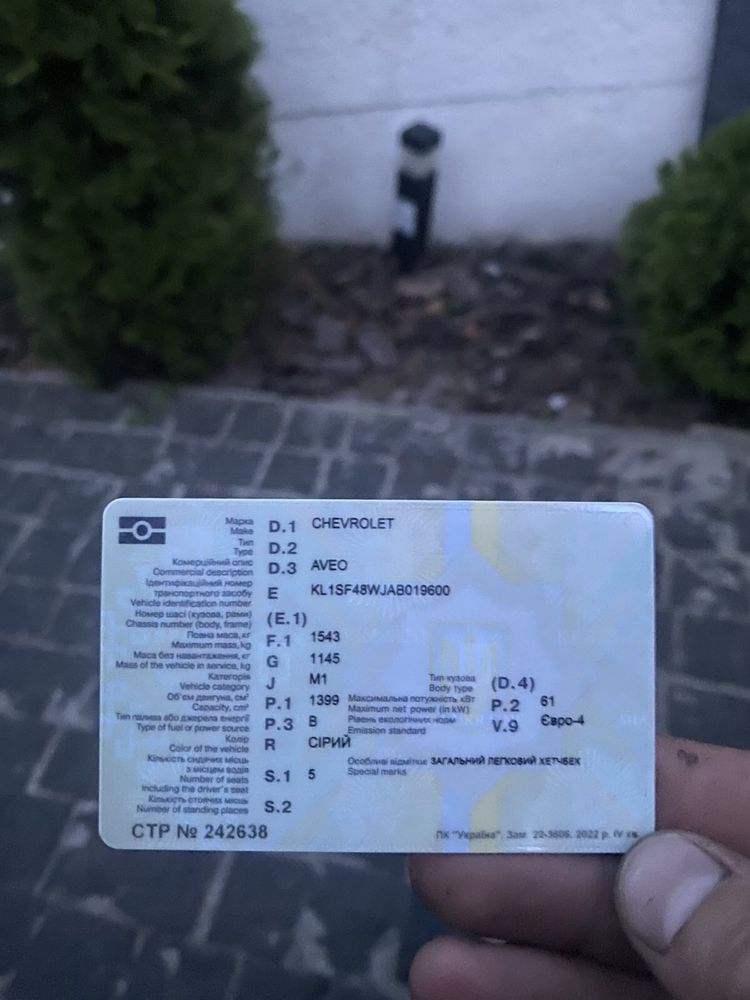 Марка D.1 CHEVROLET
Make
Тип D.2
Type
Комерційний опис D.3 AVEO
Commercial description
Ідентифікаційний номер
транспортного засобу E KL1SF48WJAB019600
Vehicle identification number
Номер шасі (кузова, рами) (E.1)
Chassis number (body, frame)
Повна маса, кг F.1 1543
Maximum mass, kg
Маса без навантаження, кг G 1145
Mass of the vehicle in service, kg
Категорія J M1 Тип кузова (D.4)
Vehicle category Body type
Об'єм двигуна, см³ P.1 1399 Максимальна потужність кВт P.2 61
Capacity, cm³ Maximum net power (in kW)
Тип палива або джерела енергії P.3 B Рівень екологічних норм V.9 Євро-4
Type of fuel or power source Emission standard
Колір R СІРИЙ
Color of the vehicle
Кількість сидячих місць Особливі відмітки ЗАГАЛЬНИЙ ЛЕГКОВИЙ ХЕТЧБЕК
з місцем водія S.1 5 Special marks
Number of seats
including the driver's seat
Кількість стоячих місць S.2
Number of standing places
СТР № 242638 ПК "Україна". Зам. 22-3606. 2022 р. IV кв.